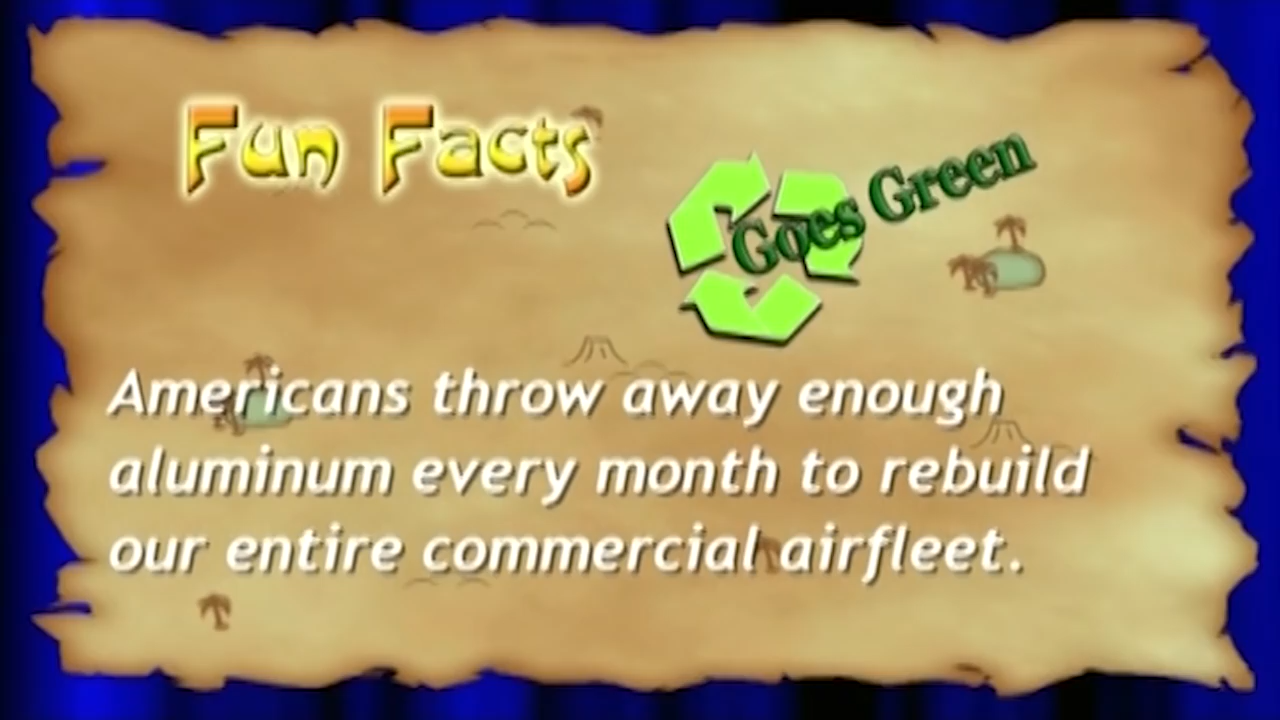 Fun Facts
Goes Green
Americans throw away enough
aluminum every month to rebuild
our entire commercial airfleet.